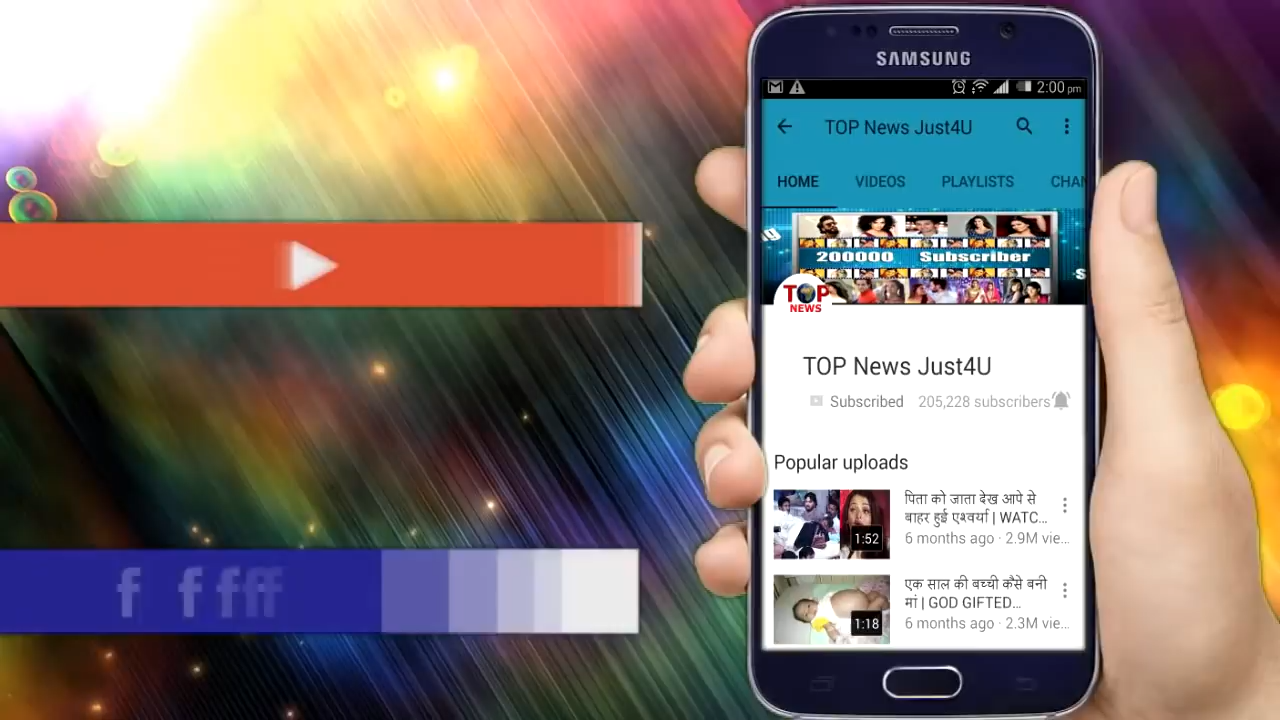 SAMSUNG
2:00 pm
TOP News Just4U
HOME VIDEOS PLAYLISTS CHAN
200000 Subscriber
TOP
NEWS
TOP News Just4U
Subscribed 205,228 subscribers
Popular uploads
पिता को जाता देख आपे से
बाहर हुई एश्वर्या | WATC...
1:52
6 months ago · 2.9M vie...
एक साल की बच्ची कैसे बनी
मां | GOD GIFTED...
1:18
6 months ago · 2.3M vie...
f f fff